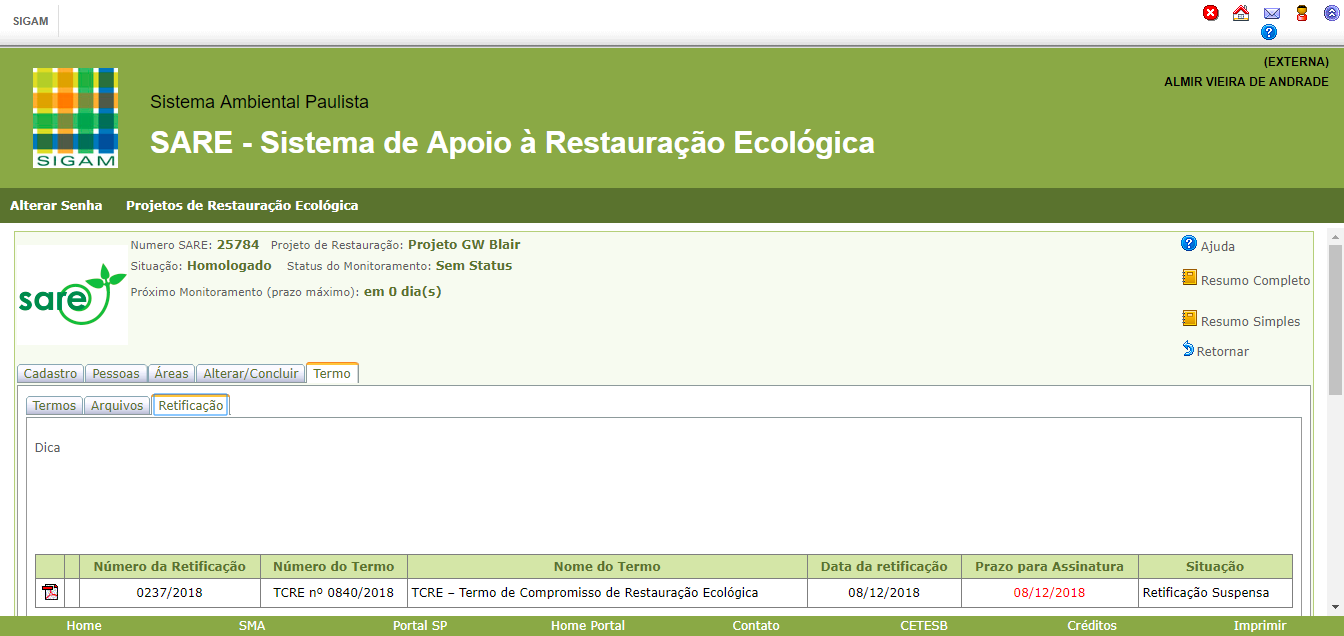 SIGAM
(EXTERNA)
ALMIR VIEIRA DE ANDRADE
SIGAM
Sistema Ambiental Paulista
SARE - Sistema de Apoio à Restauração Ecológica
Alterar Senha Projetos de Restauração Ecológica
sare
Numero SARE: 25784 Projeto de Restauração: Projeto GW Blair
Situação: Homologado Status do Monitoramento: Sem Status
Próximo Monitoramento (prazo máximo): em 0 dia(s)
Ajuda
Resumo Completo
Resumo Simples
Retornar
Cadastro Pessoas Áreas Alterar/Concluir Termo
Termos Arquivos Retificação
Dica
Número da Retificação Número do Termo Nome do Termo Data da retificação Prazo para Assinatura Situação
0237/2018 TCRE nº 0840/2018 TCRE – Termo de Compromisso de Restauração Ecológica 08/12/2018 08/12/2018 Retificação Suspensa
Home SMA Portal SP Home Portal Contato CETESB Créditos Imprimir